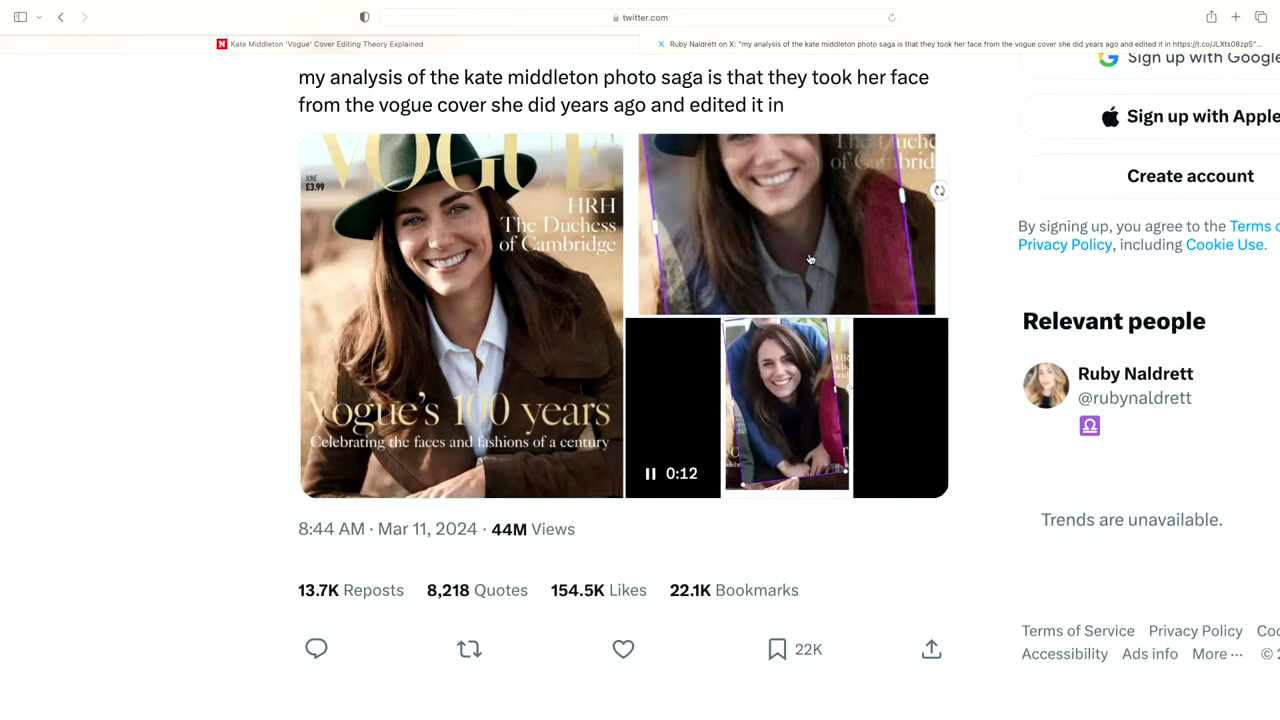 twitter.com
Kate Middleton 'Vogue' Cover Editing Theory Explained
Ruby Naldrett on X: "my analysis of the kate middleton photo saga is that they took her face from the vogue cover she did years ago and edited it in https://t.co/JLXts08zp5"...
my analysis of the kate middleton photo saga is that they took her face
from the vogue cover she did years ago and edited it in
VOGUE
JUNE
£3.99
HRH
The Duchess
of Cambridge
Vogue's 100 years
Celebrating the faces and fashions of a century
of Cambrid
0:12
8:44 AM · Mar 11, 2024 · 44M Views
13.7K Reposts 8,218 Quotes 154.5K Likes 22.1K Bookmarks
22K
Sign up with Google
Sign up with Apple
Create account
By signing up, you agree to the Terms o
Privacy Policy, including Cookie Use.
Relevant people
Ruby Naldrett
@rubynaldrett
Trends are unavailable.
Terms of Service Privacy Policy Coo
Accessibility Ads info More ··· © 2